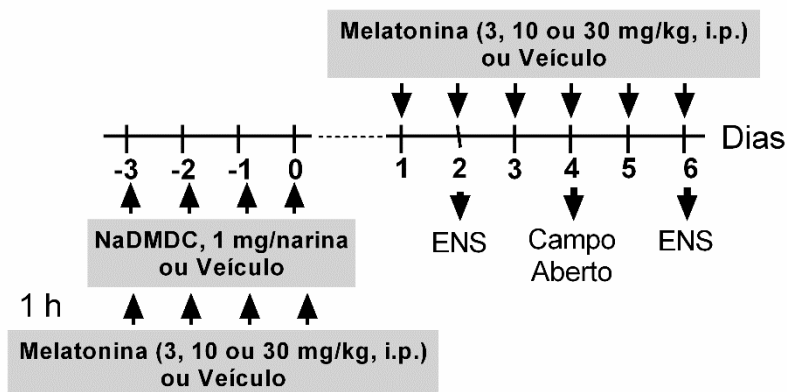 Melatonina (3, 10 ou 30 mg/kg, i.p.)
ou Veículo
Dias
-3 -2 -1 0 1 2 3 4 5 6
NaDMDC, 1 mg/narina
ou Veículo
ENS
Campo
Aberto
ENS
1 h
Melatonina (3, 10 ou 30 mg/kg, i.p.)
ou Veículo